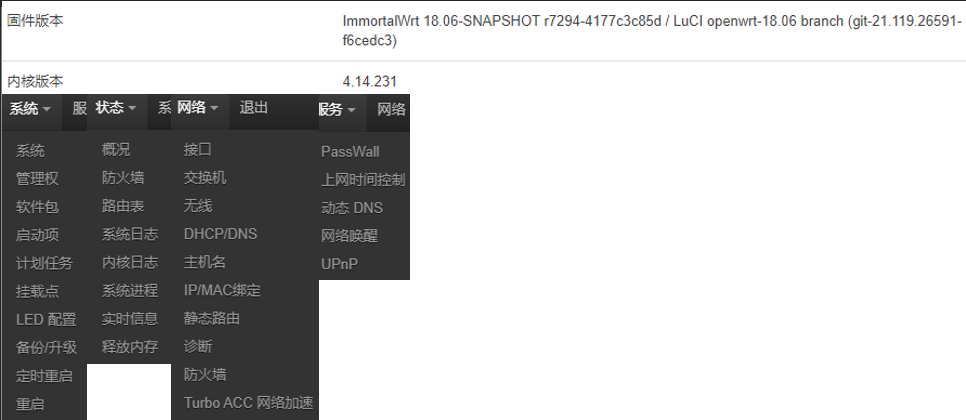 固件版本
ImmortalWrt 18.06-SNAPSHOT r7294-4177c3c85d / LuCI openwrt-18.06 branch (git-21.119.26591-
f6cedc3)
内核版本
4.14.231
系统
服
状态
系
网络
退出
服务
网络
系统
管理权
软件包
启动项
计划任务
挂载点
LED 配置
备份/升级
定时重启
重启
概况
防火墙
路由表
系统日志
内核日志
系统进程
实时信息
释放内存
接口
交换机
无线
DHCP/DNS
主机名
IP/MAC绑定
静态路由
诊断
防火墙
Turbo ACC 网络加速
PassWall
上网时间控制
动态 DNS
网络唤醒
UPnP